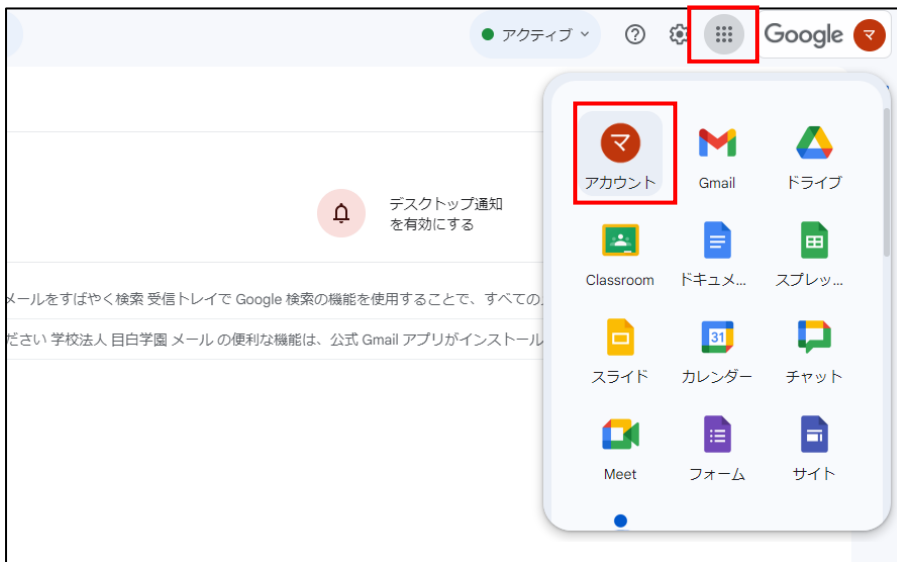 アクティブ
Google マ
マ
アカウント Gmail ドライブ
デスクトップ通知
を有効にする
Classroom ドキュメ... スプレッ...
メールをすばやく検索 受信トレイで Google 検索の機能を使用することで、すべての
ださい 学校法人 目白学園 メール の便利な機能は、公式 Gmail アプリがインストール
31
スライド カレンダー チャット
Meet フォーム サイト